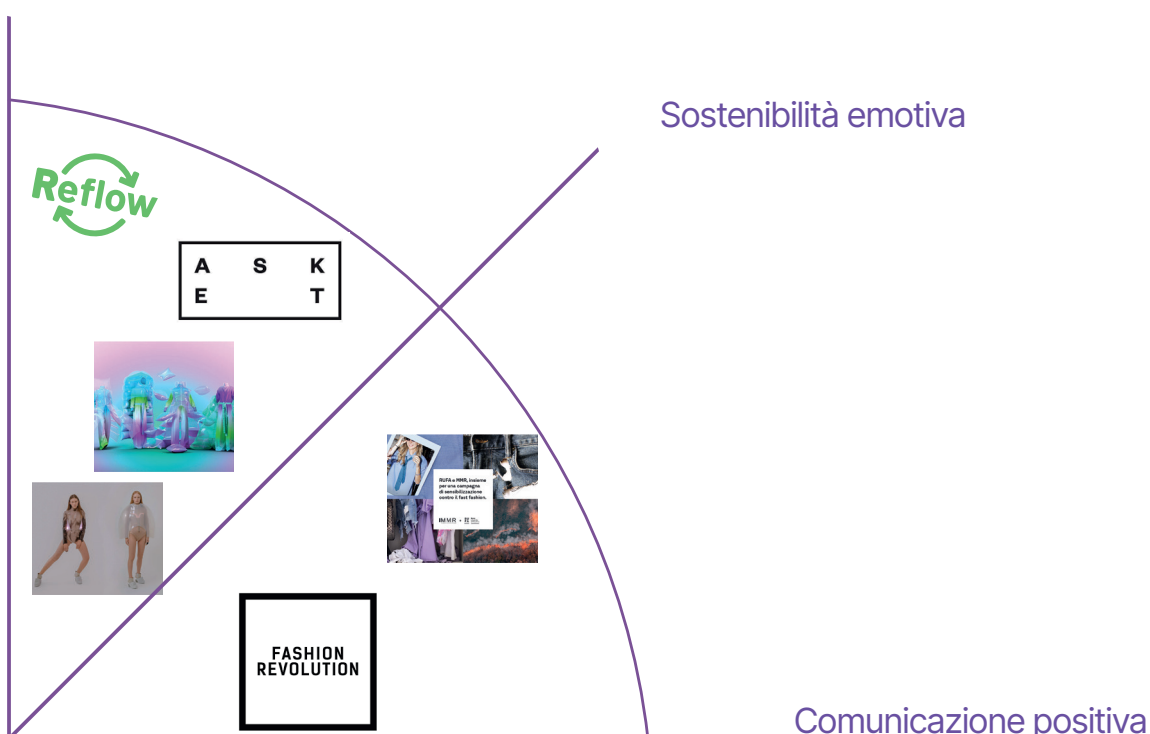 Sostenibilità emotiva
Reflow
A S K
E T
RUFA e MMR, insieme
per una campagna
di sensibilizzazione
contro il fast fashion.
FASHION
REVOLUTION
Comunicazione positiva